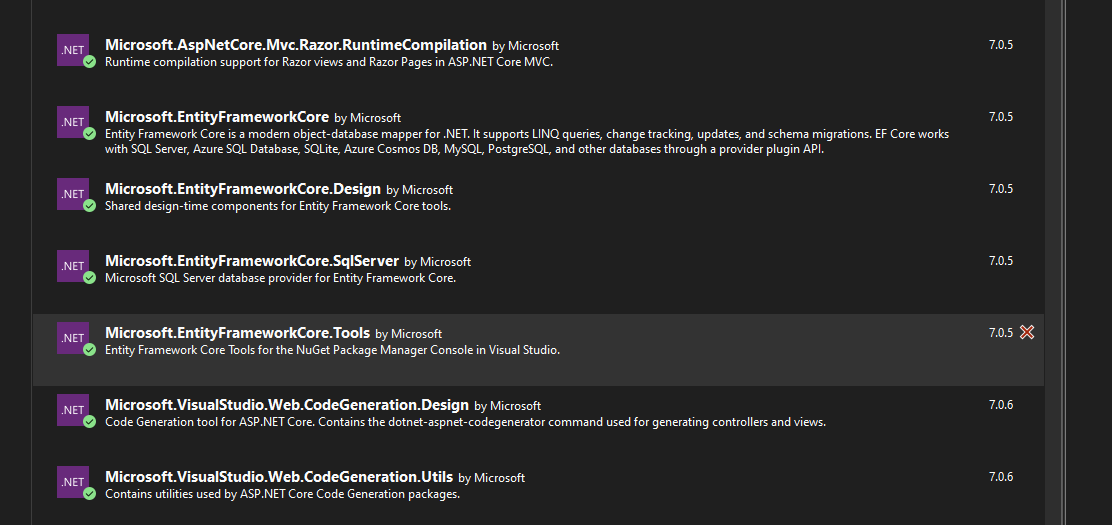 .NET
Microsoft.AspNetCore.Mvc.Razor.RuntimeCompilation by Microsoft 7.0.5
Runtime compilation support for Razor views and Razor Pages in ASP.NET Core MVC.
.NET
Microsoft.EntityFrameworkCore by Microsoft 7.0.5
Entity Framework Core is a modern object-database mapper for .NET. It supports LINQ queries, change tracking, updates, and schema migrations. EF Core works
with SQL Server, Azure SQL Database, SQLite, Azure Cosmos DB, MySQL, PostgreSQL, and other databases through a provider plugin API.
.NET
Microsoft.EntityFrameworkCore.Design by Microsoft 7.0.5
Shared design-time components for Entity Framework Core tools.
.NET
Microsoft.EntityFrameworkCore.SqlServer by Microsoft 7.0.5
Microsoft SQL Server database provider for Entity Framework Core.
.NET
Microsoft.EntityFrameworkCore.Tools by Microsoft 7.0.5
Entity Framework Core Tools for the NuGet Package Manager Console in Visual Studio.
.NET
Microsoft.VisualStudio.Web.CodeGeneration.Design by Microsoft 7.0.6
Code Generation tool for ASP.NET Core. Contains the dotnet-aspnet-codegenerator command used for generating controllers and views.
.NET
Microsoft.VisualStudio.Web.CodeGeneration.Utils by Microsoft 7.0.6
Contains utilities used by ASP.NET Core Code Generation packages.